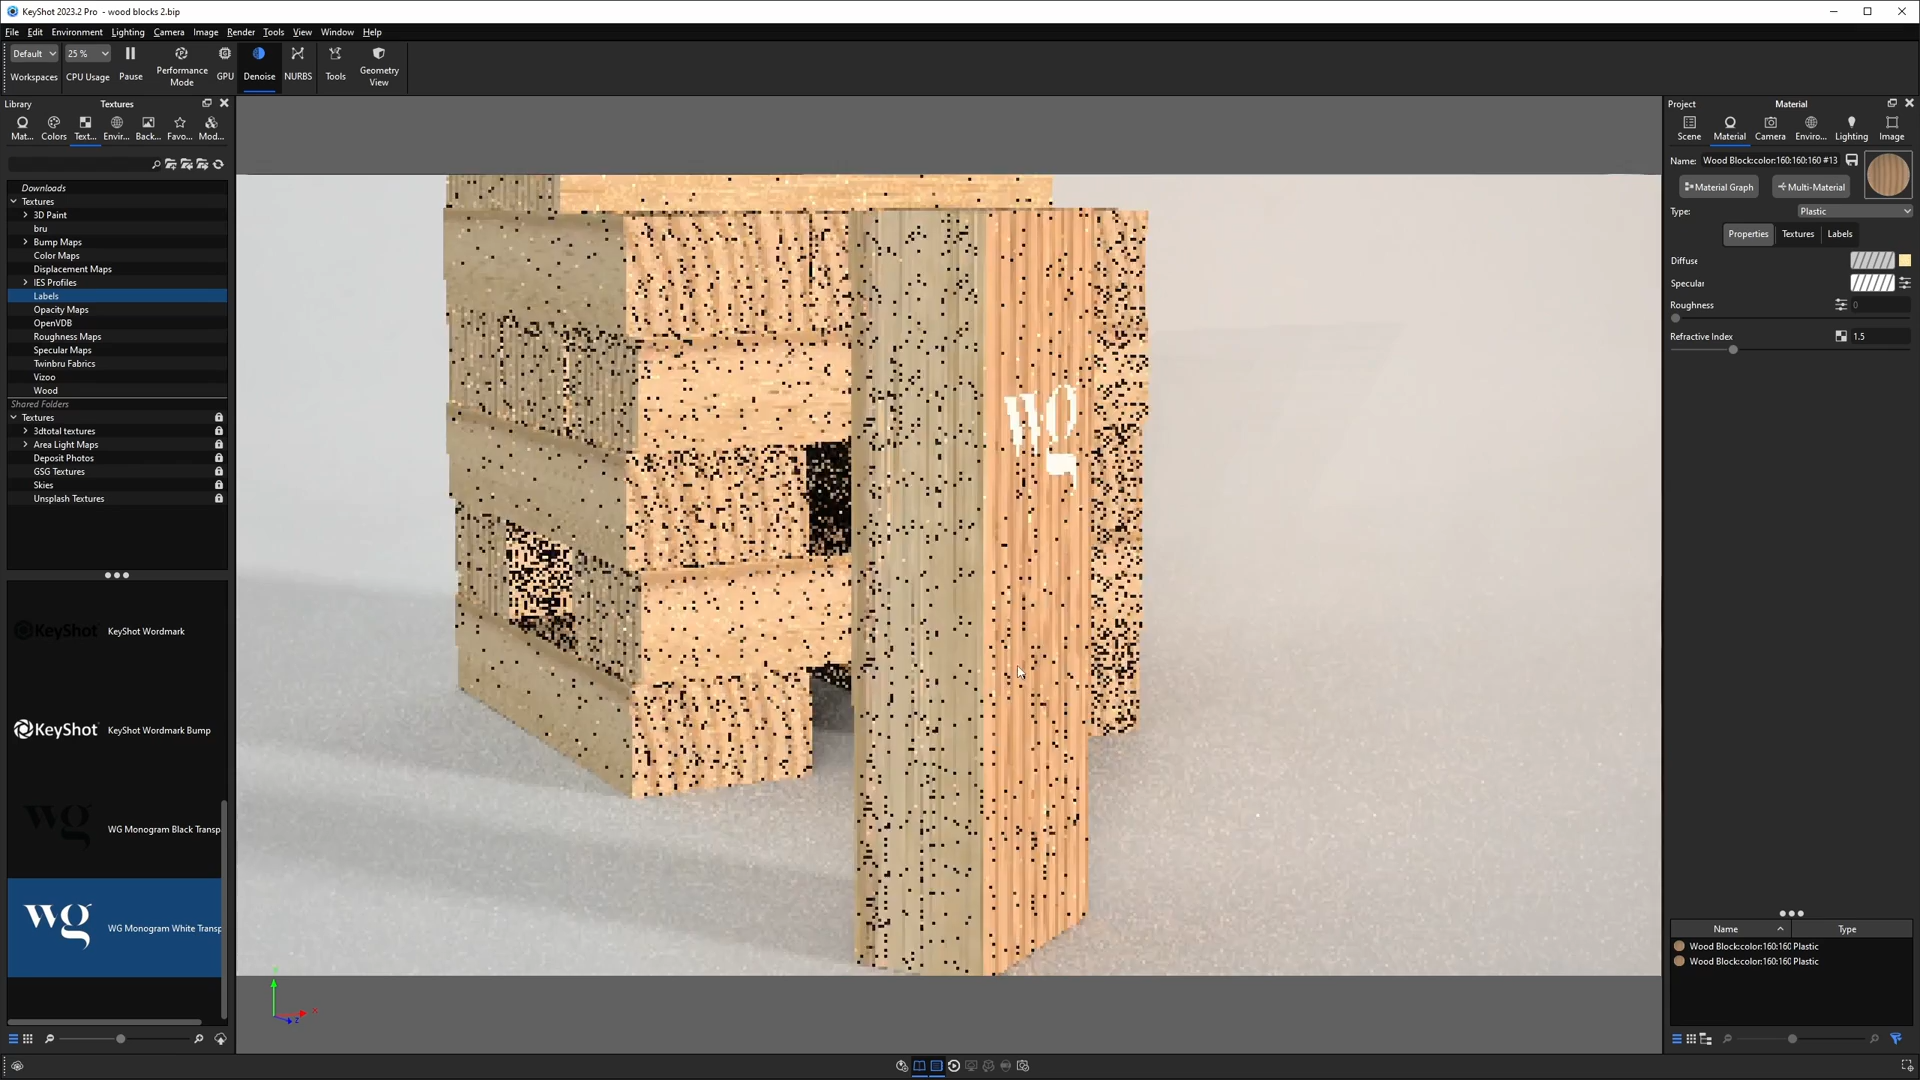 KeyShot 2023.2 Pro - wood blocks 2.bip
File Edit Environment Lighting Camera Image Render Tools View Window Help
Default 25 %
Workspaces CPU Usage Pause Performance Mode GPU Denoise NURBS Tools Geometry View
Library Textures
Mat... Colors Text... Envir... Back... Favo... Mod...
Downloads
Textures
3D Paint
bru
Bump Maps
Color Maps
Displacement Maps
IES Profiles
Labels
Opacity Maps
OpenVDB
Roughness Maps
Specular Maps
Twinbru Fabrics
Vizoo
Wood
Shared Folders
Textures
3dtotal textures
Area Light Maps
Deposit Photos
GSG Textures
Skies
Unsplash Textures
KeyShot KeyShot Wordmark
KeyShot KeyShot Wordmark Bump
wg WG Monogram Black Transp
wg WG Monogram White Transp
wg
X
Z
Project Material
Scene Material Camera Enviro... Lighting Image
Name: Wood Block:color:160:160:160 #13
Material Graph Multi-Material
Type: Plastic
Properties Textures Labels
Diffuse
Specular
Roughness 0
Refractive Index 1.5
Name Type
Wood Block:color:160:160 Plastic
Wood Block:color:160:160 Plastic